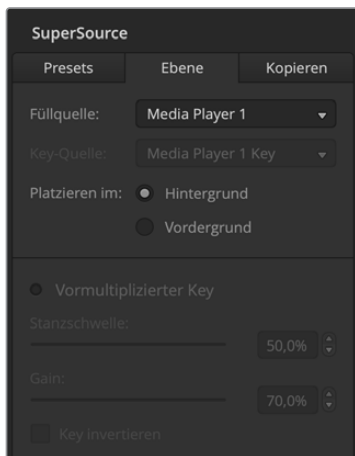 SuperSource
Presets Ebene Kopieren
Füllquelle: Media Player 1
Key-Quelle: Media Player 1 Key
Platzieren im: Hintergrund
Vordergrund
Vormultiplizierter Key
Stanzschwelle:
50,0%
Gain:
70,0%
Key invertieren